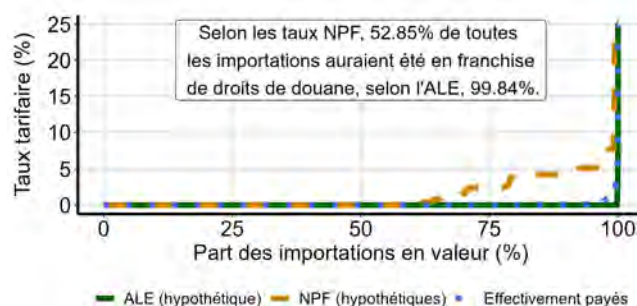 Selon les taux NPF, 52.85% de toutes
les importations auraient été en franchise
de droits de douane, selon l'ALE, 99.84%.
Taux tarifaire (%)
25
20
15
10
5
0
0 25 50 75 100
Part des importations en valeur (%)
ALE (hypothétique) NPF (hypothétiques) Effectivement payés